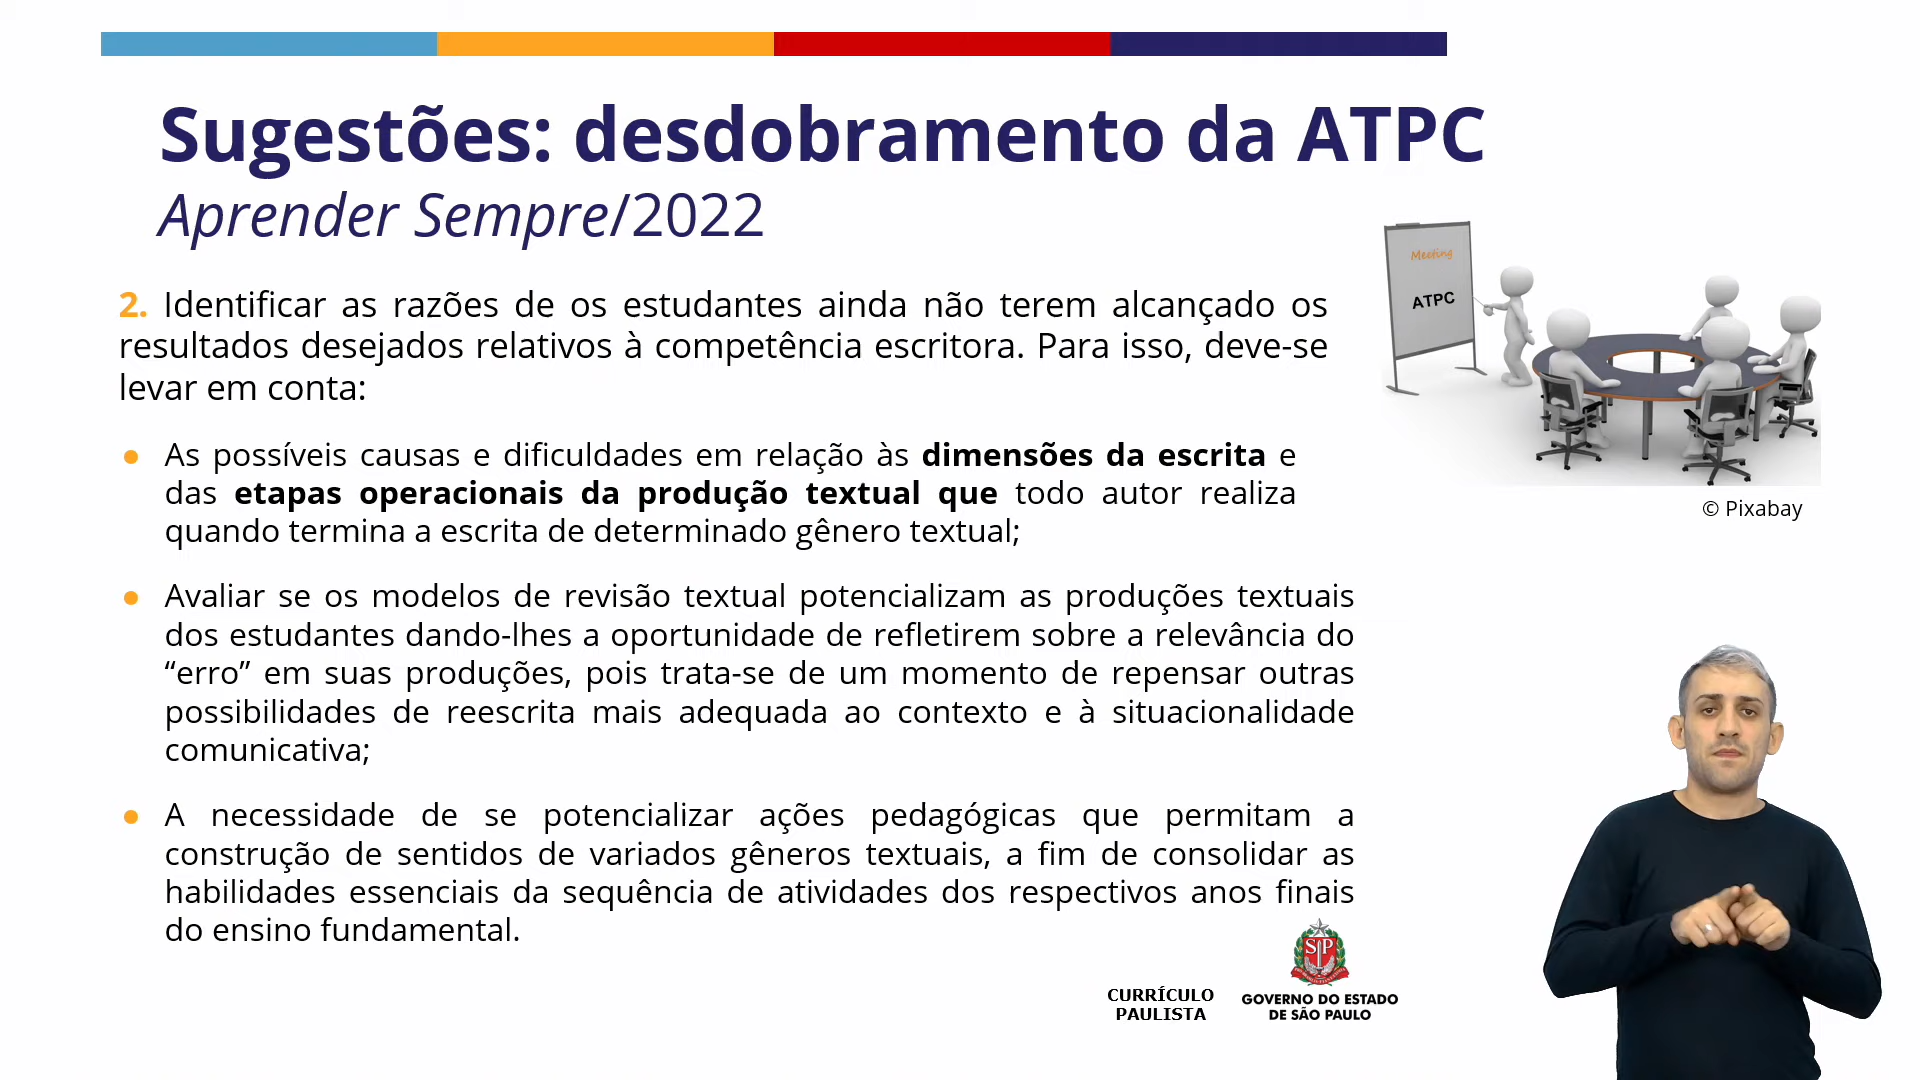 Sugestões: desdobramento da ATPC
Aprender Sempre/2022
Meeting
ATPC
2. Identificar as razões de os estudantes ainda não terem alcançado os
resultados desejados relativos à competência escritora. Para isso, deve-se
levar em conta:
● As possíveis causas e dificuldades em relação às dimensões da escrita e
das etapas operacionais da produção textual que todo autor realiza
quando termina a escrita de determinado gênero textual;
© Pixabay
● Avaliar se os modelos de revisão textual potencializam as produções textuais
dos estudantes dando-lhes a oportunidade de refletirem sobre a relevância do
“erro” em suas produções, pois trata-se de um momento de repensar outras
possibilidades de reescrita mais adequada ao contexto e à situacionalidade
comunicativa;
● A necessidade de se potencializar ações pedagógicas que permitam a
construção de sentidos de variados gêneros textuais, a fim de consolidar as
habilidades essenciais da sequência de atividades dos respectivos anos finais
do ensino fundamental.
CURRÍCULO
PAULISTA
SP
GOVERNO DO ESTADO
DE SÃO PAULO